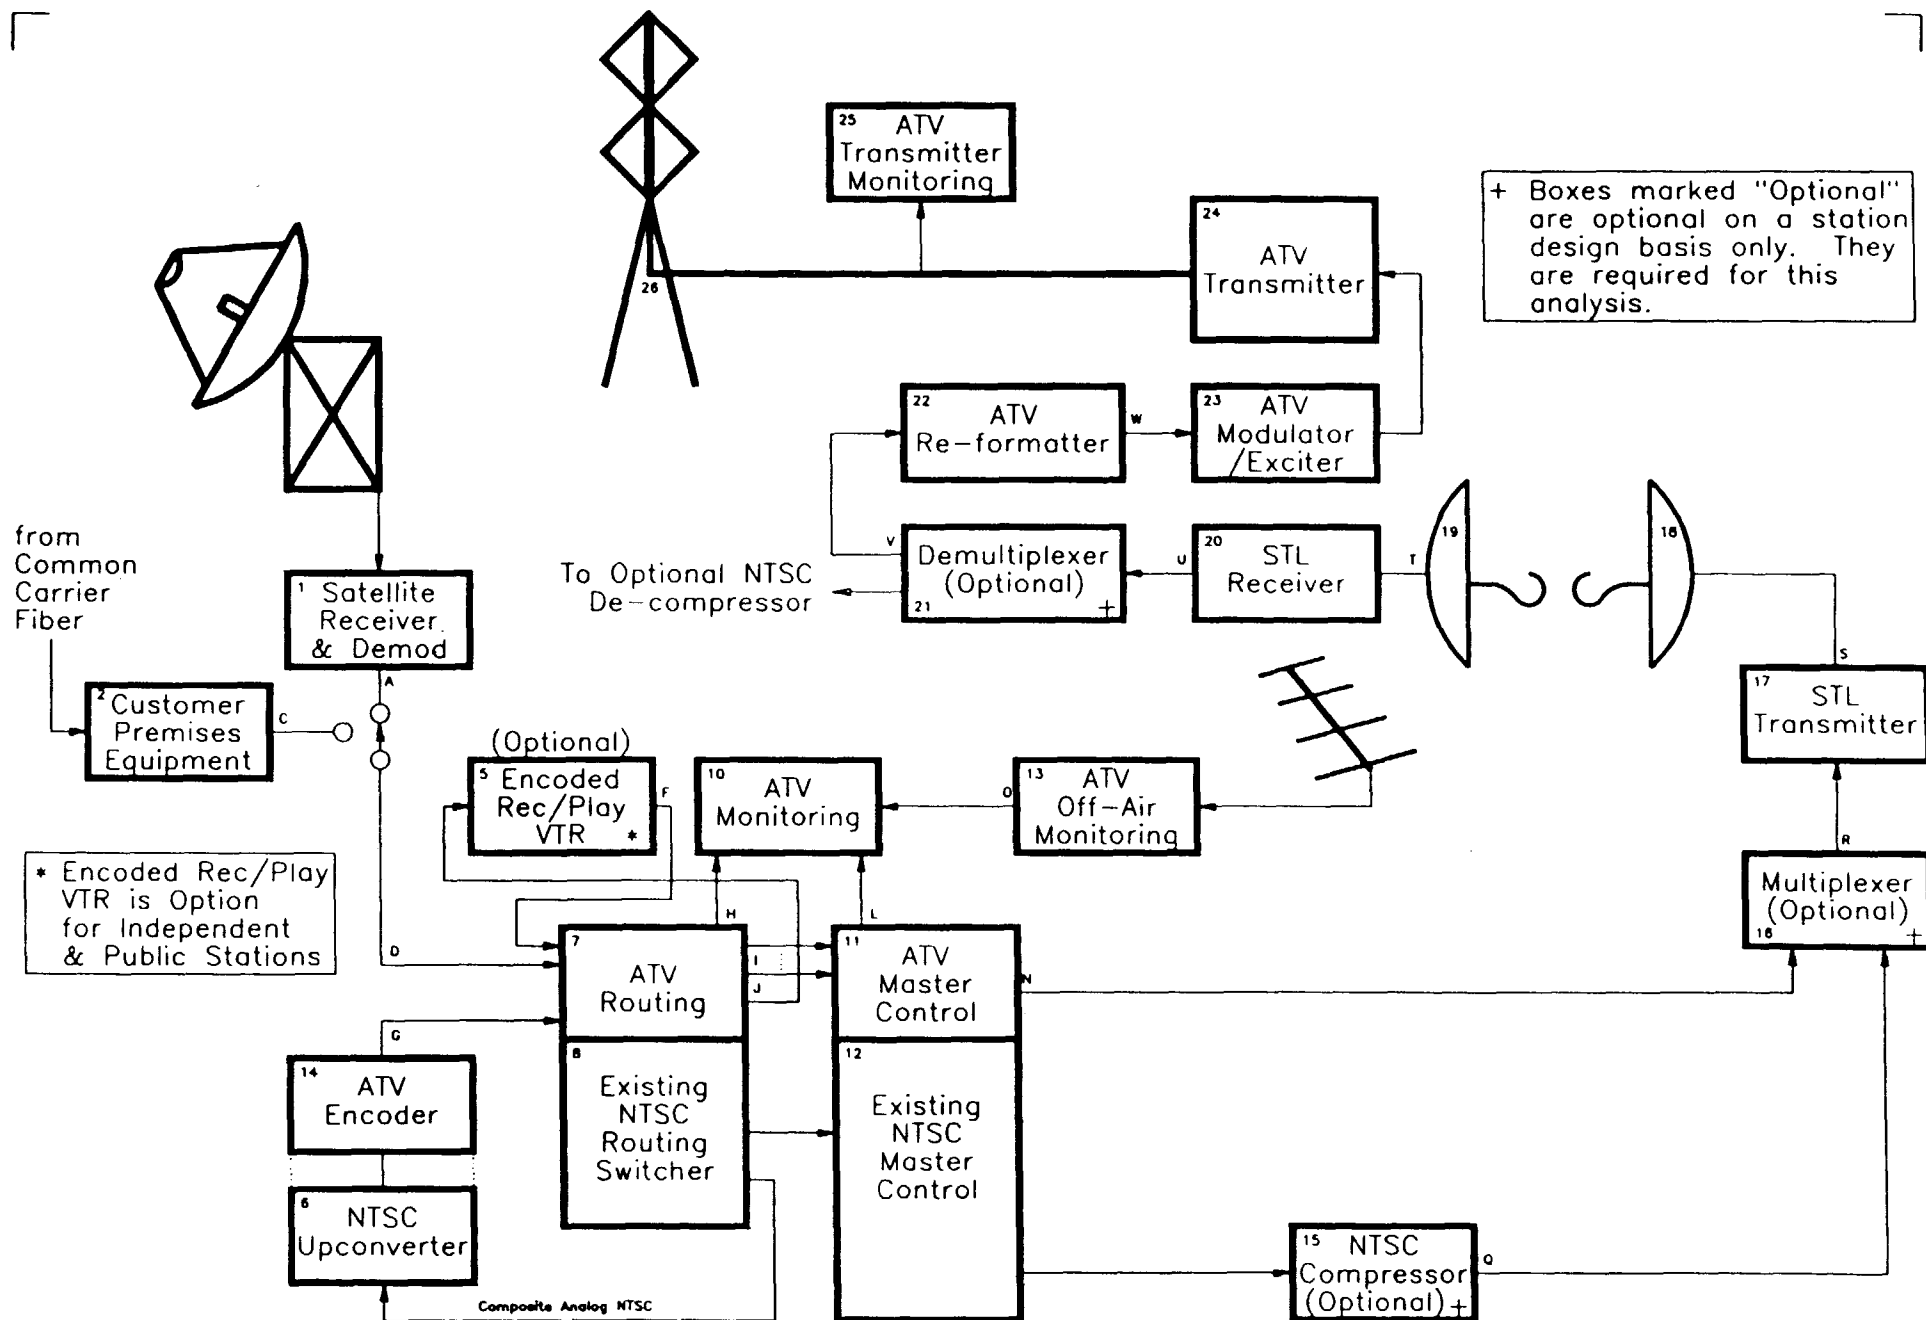 25 ATV
Transmitter
Monitoring
24
ATV
Transmitter
+ Boxes marked "Optional"
are optional on a station
design basis only. They
are required for this
analysis.
26
22
ATV
Re-formatter
W
23 ATV
Modulator
/Exciter
from
Common
Carrier
Fiber
1 Satellite
Receiver
& Demod
A
2 Customer
Premises
Equipment
C
To Optional NTSC
De-compressor
V
Demultiplexer
(Optional)
21 +
U
20
STL
Receiver
T
19
18
S
17
STL
Transmitter
R
Multiplexer
(Optional)
16 +
(Optional)
5 Encoded
Rec/Play
VTR *
F
10
ATV
Monitoring
O
13 ATV
Off-Air
Monitoring
* Encoded Rec/Play
VTR is Option
for Independent
& Public Stations
D
H
L
7
ATV
Routing
I
J
11
ATV
Master
Control
N
G
14
ATV
Encoder
8
Existing
NTSC
Routing
Switcher
12
Existing
NTSC
Master
Control
6
NTSC
Upconverter
Composite Analog NTSC
15 NTSC
Compressor
(Optional) +
Q